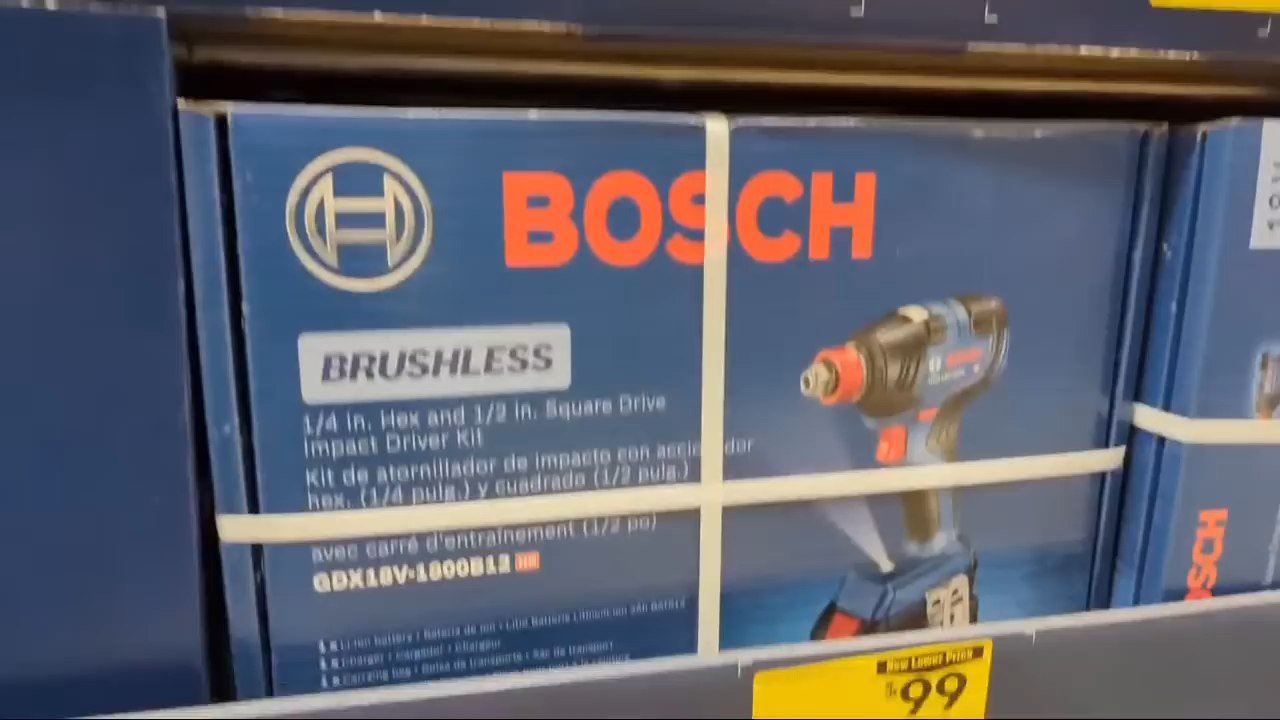 BOSCH
BRUSHLESS
1/4 in. Hex and 1/2 in. Square Drive
Impact Driver Kit
Kit de atornillador de impacto con
hex. (1/4 pulg.) y cuadrado (1/2 pulg.)
avec carré d'entraînement (1/2 po)
GDX18V-1800B12
New Lower Price
$99
BOSCH